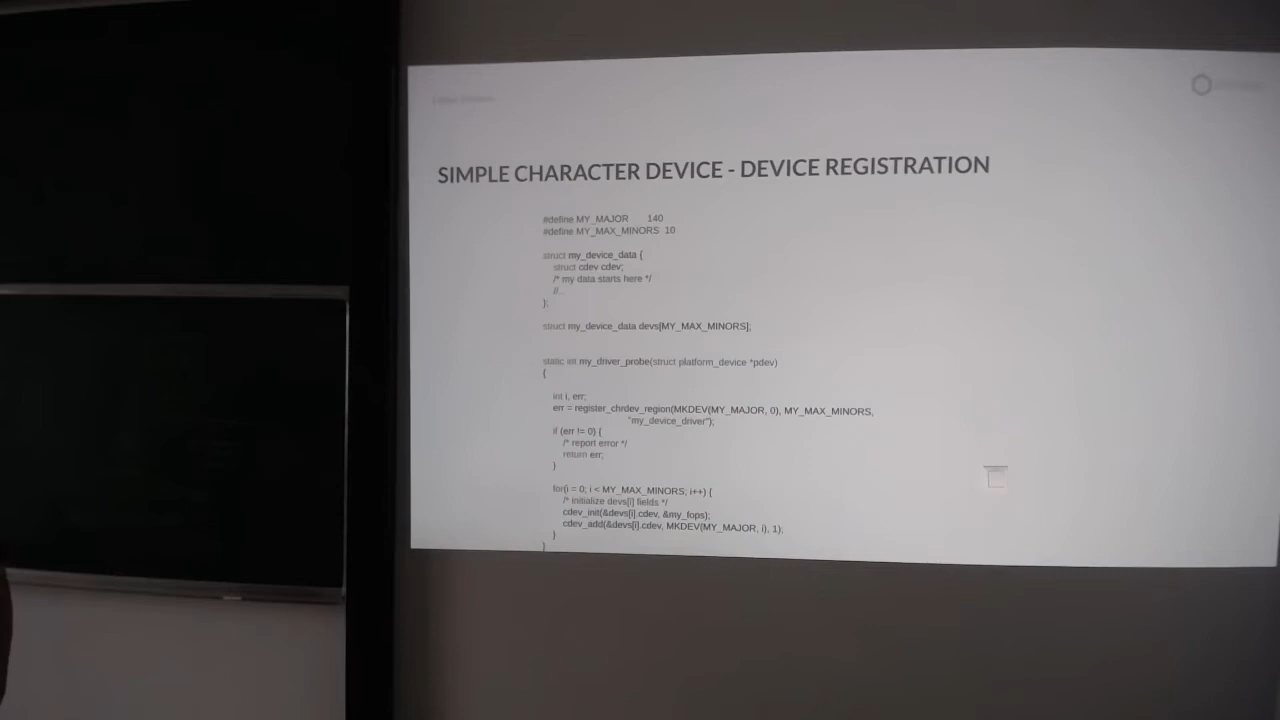 SIMPLE CHARACTER DEVICE - DEVICE REGISTRATION
#define MY_MAJOR 140
#define MY_MAX_MINORS 10
struct my_device_data {
struct cdev cdev;
/* my data starts here */
//...
};
struct my_device_data devs[MY_MAX_MINORS];
static int my_driver_probe(struct platform_device *pdev)
{
int i, err;
err = register_chrdev_region(MKDEV(MY_MAJOR, 0), MY_MAX_MINORS,
"my_device_driver");
if (err != 0) {
/* report error */
return err;
}
for(i = 0; i < MY_MAX_MINORS; i++) {
/* initialize devs[i] fields */
cdev_init(&devs[i].cdev, &my_fops);
cdev_add(&devs[i].cdev, MKDEV(MY_MAJOR, i), 1);
}
}